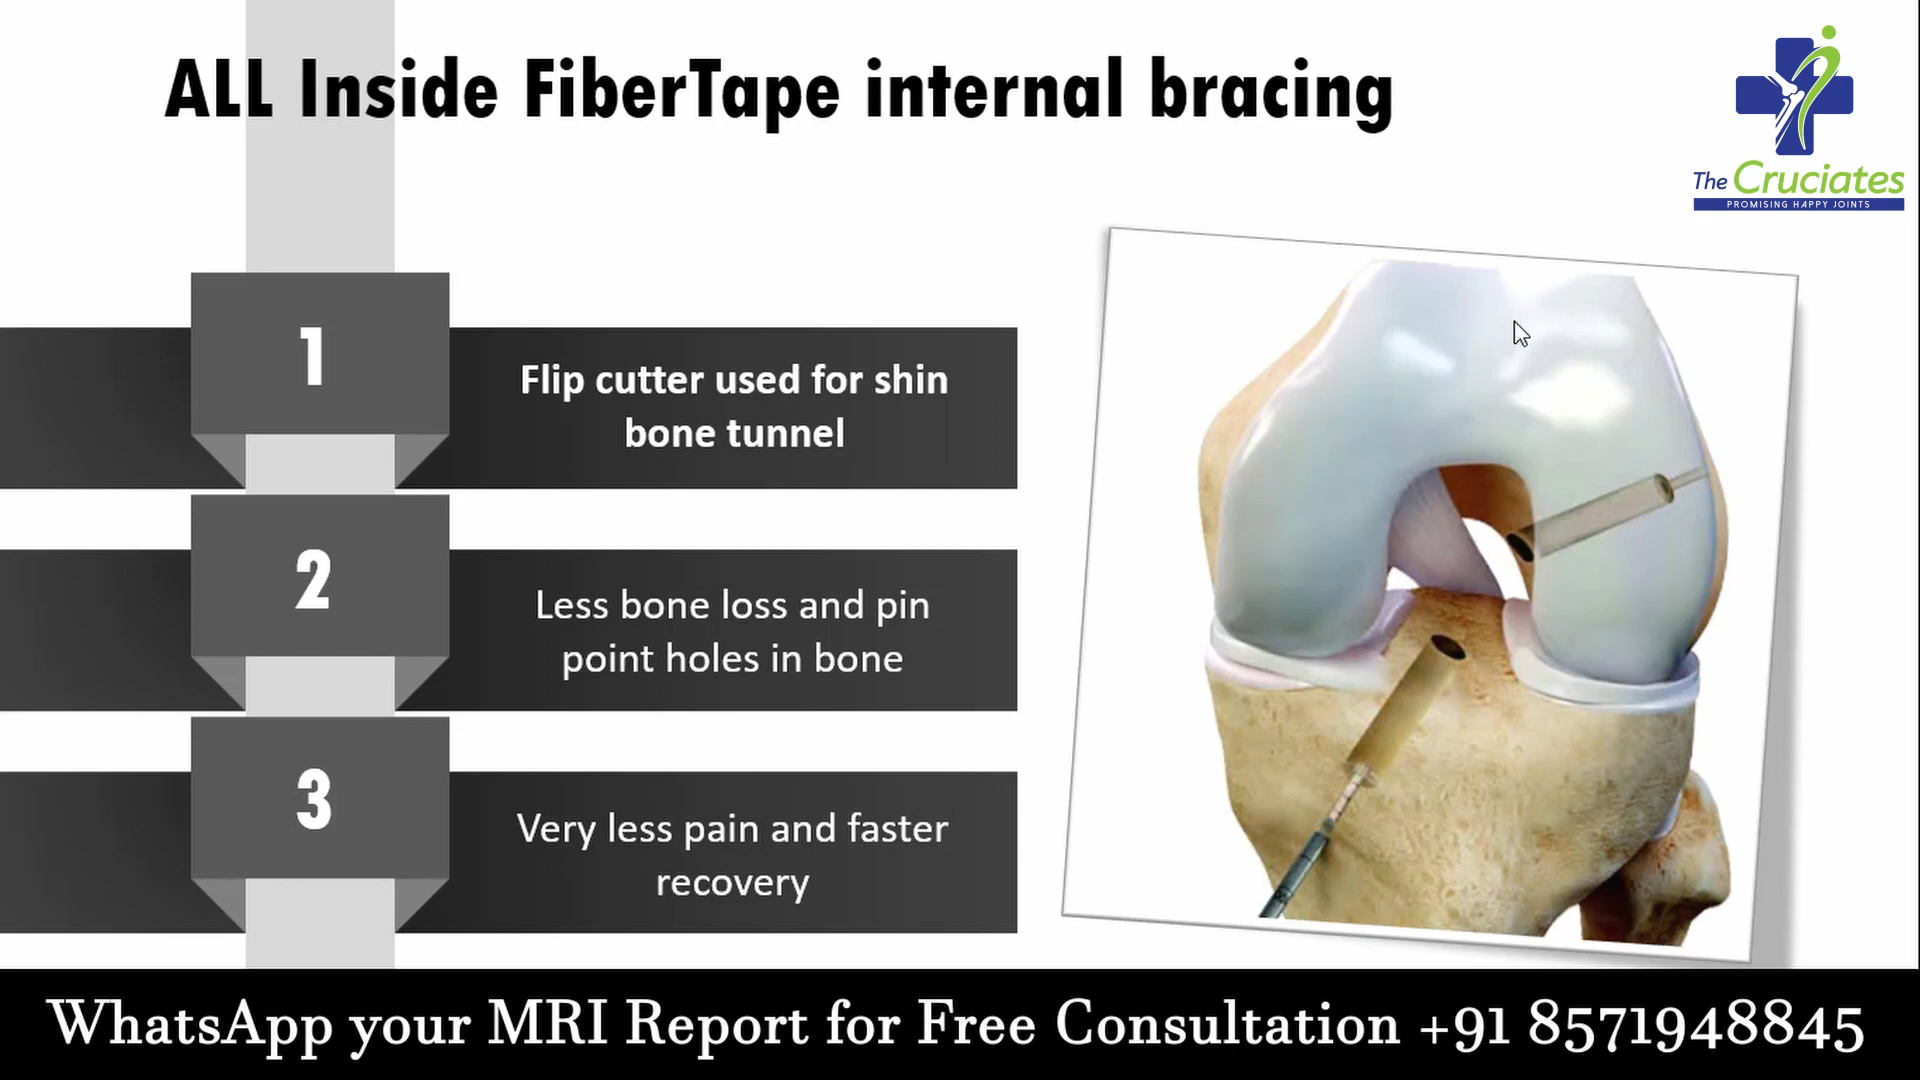 ALL Inside FiberTape internal bracing
The Cruciates
PROMISING HAPPY JOINTS
1
Flip cutter used for shin
bone tunnel
2
Less bone loss and pin
point holes in bone
3
Very less pain and faster
recovery
WhatsApp your MRI Report for Free Consultation +91 8571948845